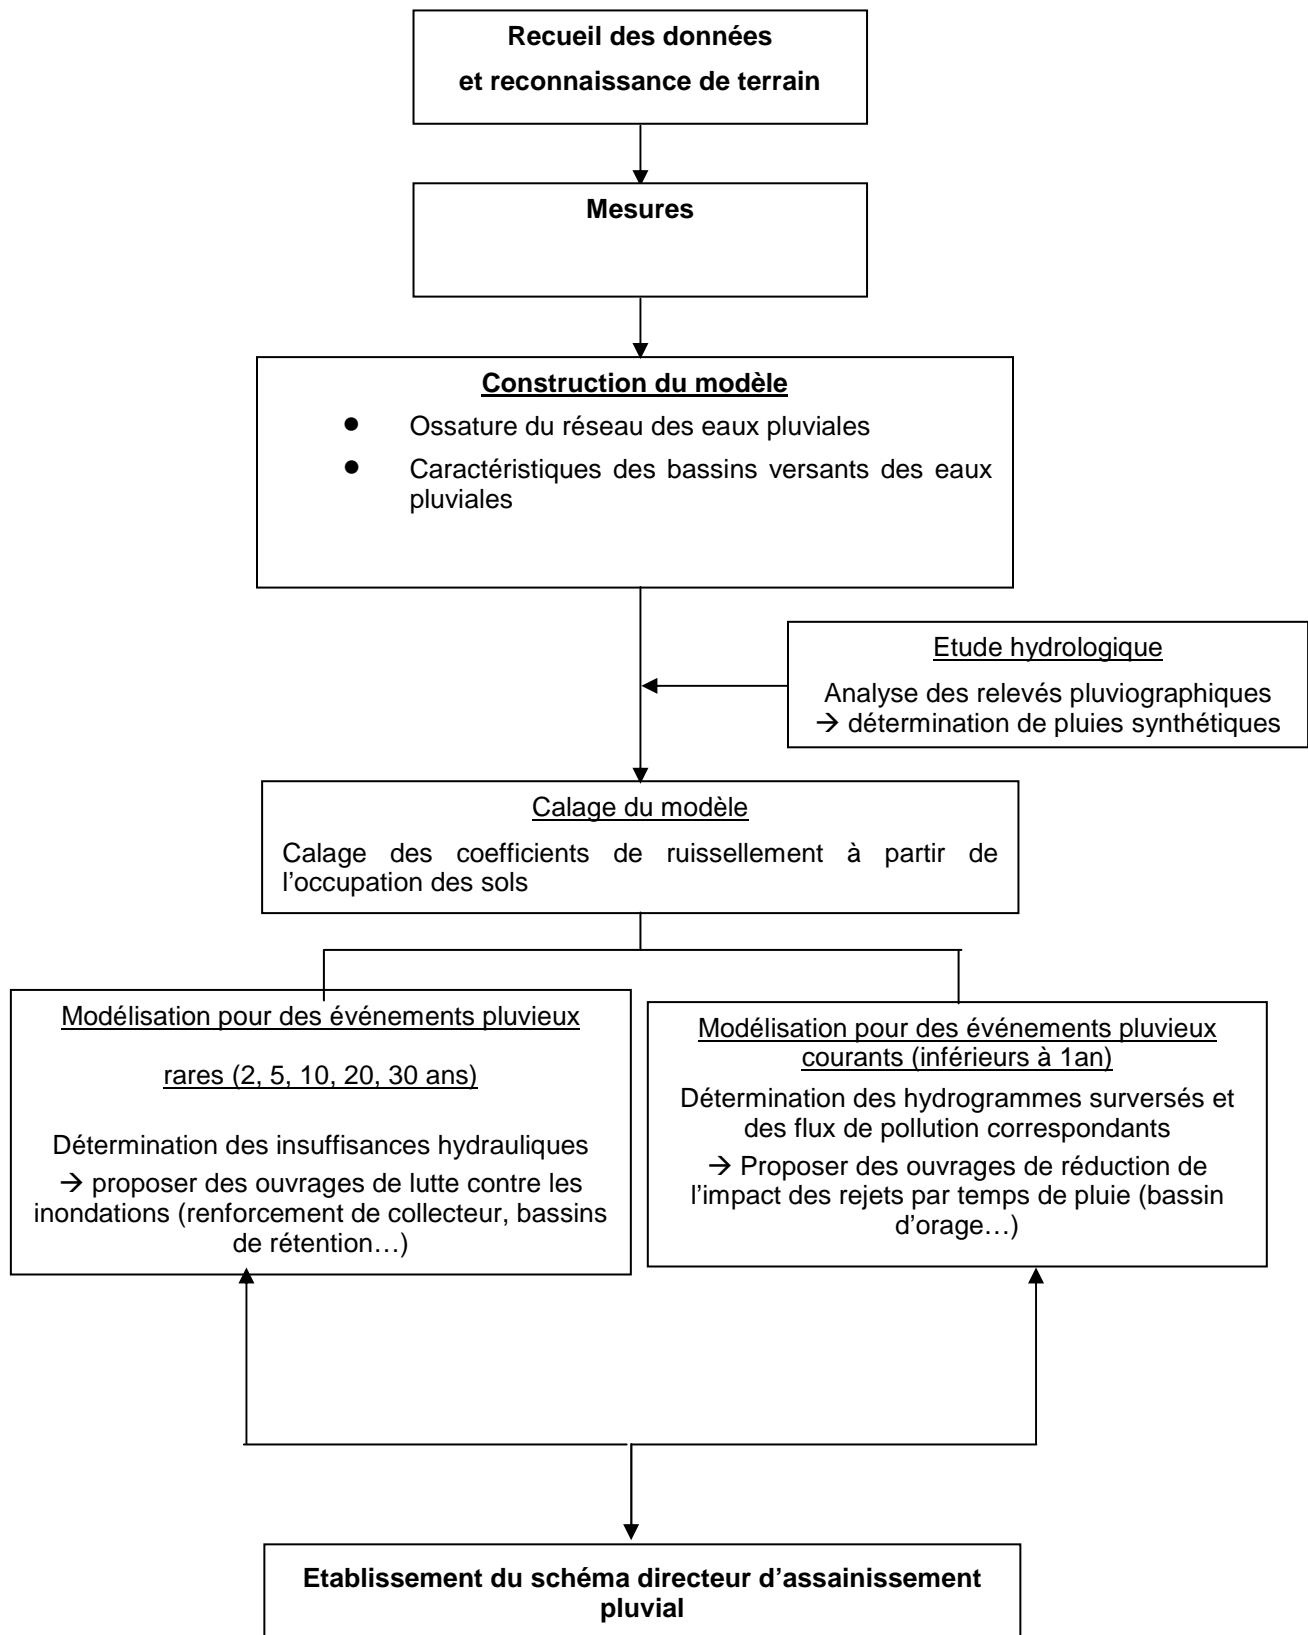 Recueil des données
et reconnaissance de terrain
Mesures
Construction du modèle
● Ossature du réseau des eaux pluviales
● Caractéristiques des bassins versants des eaux
pluviales
Etude hydrologique
Analyse des relevés pluviographiques
→ détermination de pluies synthétiques
Calage du modèle
Calage des coefficients de ruissellement à partir de
l’occupation des sols
Modélisation pour des événements pluvieux
rares (2, 5, 10, 20, 30 ans)
Détermination des insuffisances hydrauliques
→ proposer des ouvrages de lutte contre les
inondations (renforcement de collecteur, bassins
de rétention…)
Modélisation pour des événements pluvieux
courants (inférieurs à 1an)
Détermination des hydrogrammes surversés et
des flux de pollution correspondants
→ Proposer des ouvrages de réduction de
l’impact des rejets par temps de pluie (bassin
d’orage…)
Etablissement du schéma directeur d’assainissement
pluvial